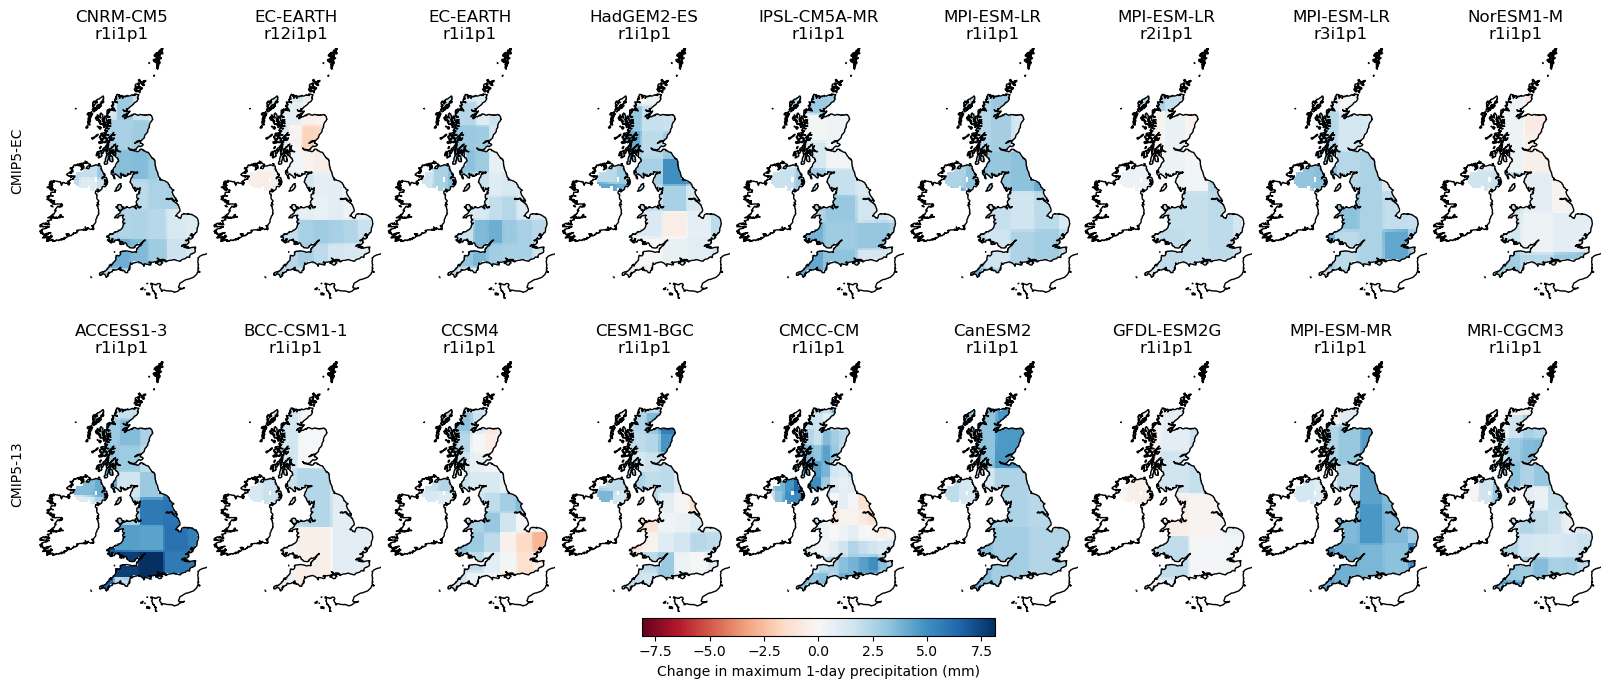 CNRM-CM5 EC-EARTH EC-EARTH HadGEM2-ES IPSL-CM5A-MR MPI-ESM-LR MPI-ESM-LR MPI-ESM-LR NorESM1-M
r1i1p1 r12i1p1 r1i1p1 r1i1p1 r1i1p1 r1i1p1 r2i1p1 r3i1p1 r1i1p1
CMIP5-EC
ACCESS1-3 BCC-CSM1-1 CCSM4 CESM1-BGC CMCC-CM CanESM2 GFDL-ESM2G MPI-ESM-MR MRI-CGCM3
r1i1p1 r1i1p1 r1i1p1 r1i1p1 r1i1p1 r1i1p1 r1i1p1 r1i1p1 r1i1p1
CMIP5-13
−7.5 −5.0 −2.5 0.0 2.5 5.0 7.5
Change in maximum 1-day precipitation (mm)